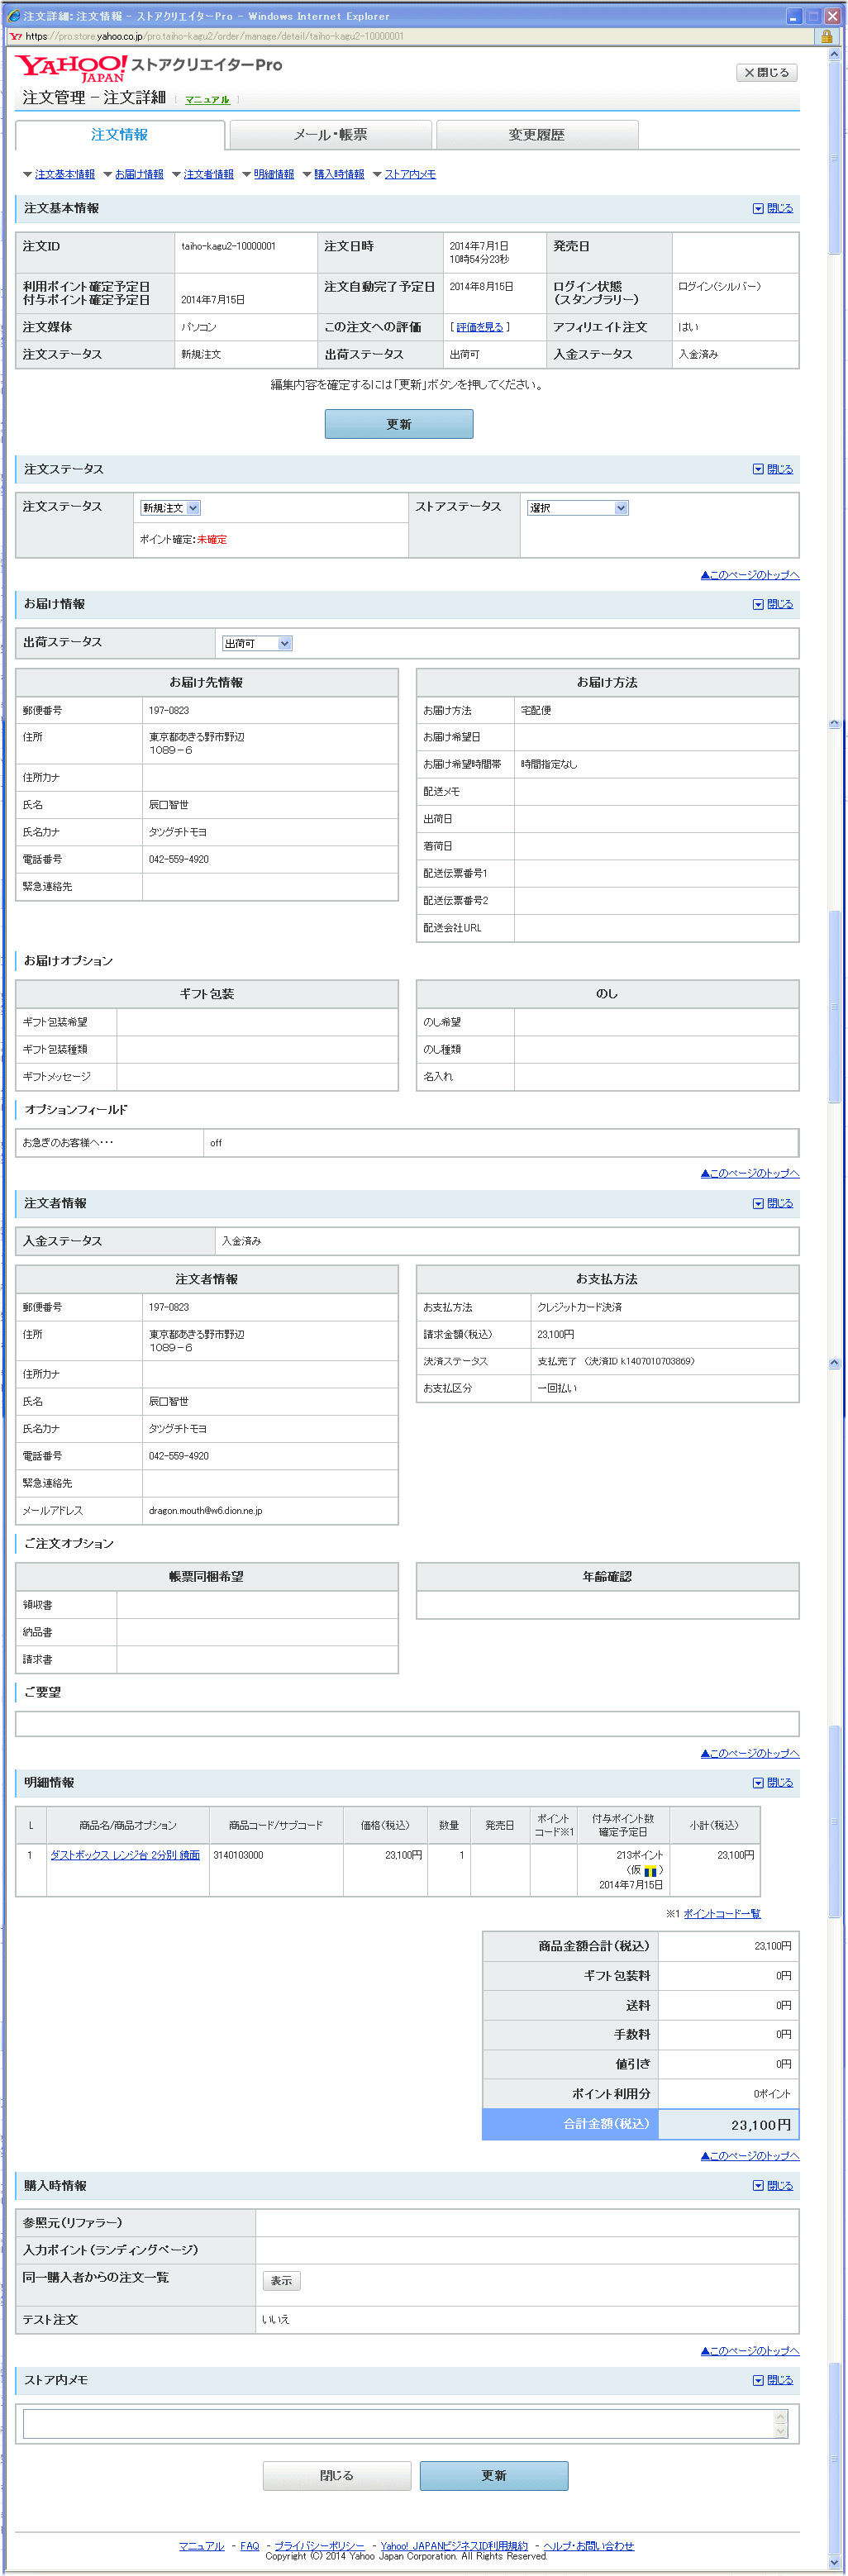 注文詳細: 注文情報 - ストアクリエイターPro - Windows Internet Explorer
https://pro.store.yahoo.co.jp/pro.taiho-kagu2/order/manage/detail/taiho-kagu2-10000001
YAHOO! JAPAN ストアクリエイターPro
閉じる
注文管理 - 注文詳細 [ マニュアル ]
注文情報 メール・帳票 変更履歴
注文基本情報 お届け情報 注文者情報 明細情報 購入時情報 ストア内メモ
注文基本情報 閉じる
注文ID taiho-kagu2-10000001 注文日時 2014年7月1日 発売日
10時54分23秒
利用ポイント確定予定日 注文自動完了予定日 2014年8月15日 ログイン状態 ログイン(シルバー)
付与ポイント確定予定日 2014年7月15日 (スタンプラリー)
注文媒体 パソコン この注文への評価 [ 評価を見る ] アフィリエイト注文 はい
注文ステータス 新規注文 出荷ステータス 出荷可 入金ステータス 入金済み
編集内容を確定するには「更新」ボタンを押してください。
更新
注文ステータス 閉じる
注文ステータス 新規注文 ストアステータス 選択
ポイント確定:未確定
▲このページのトップへ
お届け情報 閉じる
出荷ステータス 出荷可
お届け先情報 お届け方法
郵便番号 197-0823 お届け方法 宅配便
住所 東京都あきる野市野辺 お届け希望日
1089-6
お届け希望時間帯 時間指定なし
住所カナ 配送メモ
氏名 辰口智世 出荷日
氏名カナ タツグチトモヨ 着荷日
電話番号 042-559-4920 配送伝票番号1
緊急連絡先 配送伝票番号2
配送会社URL
お届けオプション
ギフト包装 のし
ギフト包装希望 のし希望
ギフト包装種類 のし種類
ギフトメッセージ 名入れ
オプションフィールド
お急ぎのお客様へ・・・ off
▲このページのトップへ
注文者情報 閉じる
入金ステータス 入金済み
注文者情報 お支払方法
郵便番号 197-0823 お支払方法 クレジットカード決済
住所 東京都あきる野市野辺 請求金額(税込) 23,100円
1089-6
決済ステータス 支払完了 (決済ID k1407010703869)
住所カナ お支払区分 一回払い
氏名 辰口智世
氏名カナ タツグチトモヨ
電話番号 042-559-4920
緊急連絡先
メールアドレス dragon.mouth@w6.dion.ne.jp
ご注文オプション
帳票同梱希望 年齢確認
領収書
納品書
請求書
ご要望
▲このページのトップへ
明細情報 閉じる
L 商品名/商品オプション 商品コード/サブコード 価格(税込) 数量 発売日 ポイントコード※1 付与ポイント数確定予定日 小計(税込)
1 ダストボックス レンジ台 2分別 鏡面 3140103000 23,100円 1 213ポイント 23,100円
(仮 )
2014年7月15日
※1 ポイントコード一覧
商品金額合計(税込) 23,100円
ギフト包装料 0円
送料 0円
手数料 0円
値引き 0円
ポイント利用分 0ポイント
合計金額(税込) 23,100円
▲このページのトップへ
購入時情報 閉じる
参照元(リファラー)
入力ポイント(ランディングページ)
同一購入者からの注文一覧 表示
テスト注文 いいえ
▲このページのトップへ
ストア内メモ 閉じる
閉じる 更新
マニュアル - FAQ - プライバシーポリシー - Yahoo! JAPANビジネスID利用規約 - ヘルプ・お問い合わせ
Copyright (C) 2014 Yahoo Japan Corporation. All Rights Reserved.